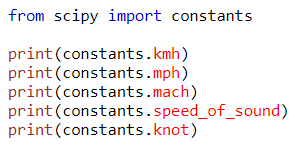 from scipy import constants
print(constants.kmh)
print(constants.mph)
print(constants.mach)
print(constants.speed_of_sound)
print(constants.knot)